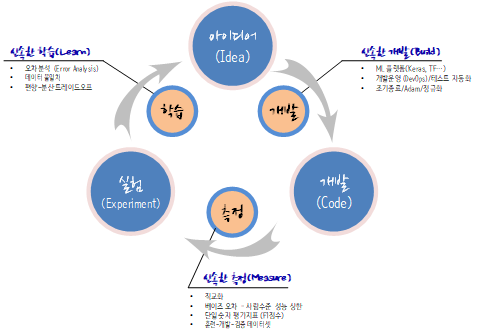 아이디어
(Idea)
신속한 학습(Learn)
• 오차분석 (Error Analysis)
• 데이터 불일치
• 편향-분산 트레이드오프
신속한 개발(Build)
• ML 플랫폼(Keras, TF…)
• 개발운영(DevOps)/테스트 자동화
• 조기종료/Adam/정규화
학습
개발
실험
(Experiment)
측정
개발
(Code)
신속한 측정(Measure)
• 직교화
• 베이즈 오차 - 사람수준 성능 상한
• 단일 숫자 평가지표 (F1점수)
• 훈련-개발-검증 데이터셋